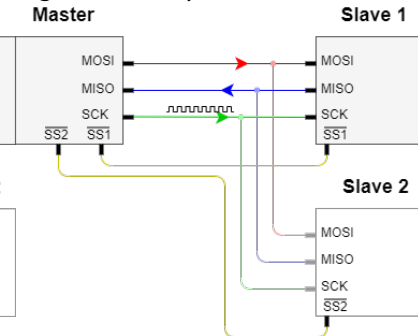 Master
Slave 1
MOSI
MISO
SCK
SS2 SS1
MOSI
MISO
SCK
SS1
Slave 2
MOSI
MISO
SCK
SS2